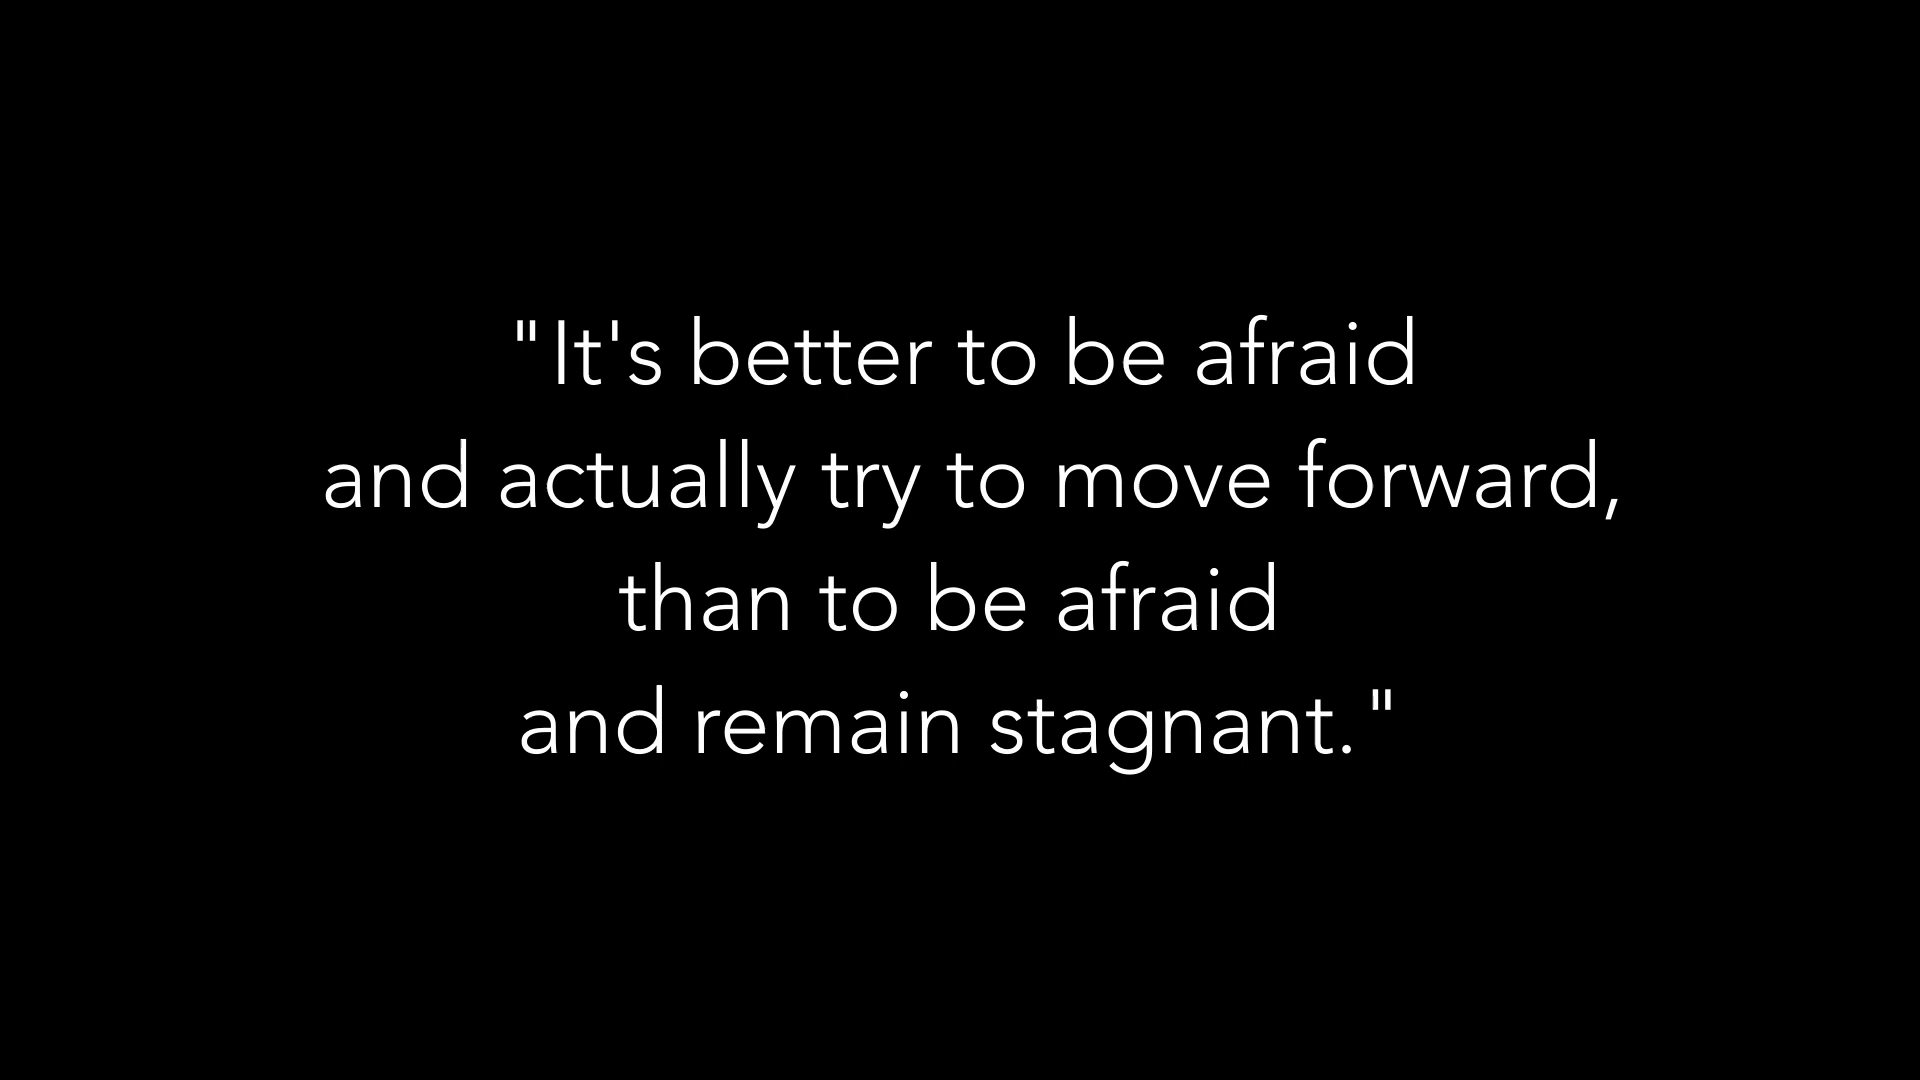 "It's better to be afraid
and actually try to move forward,
than to be afraid
and remain stagnant."